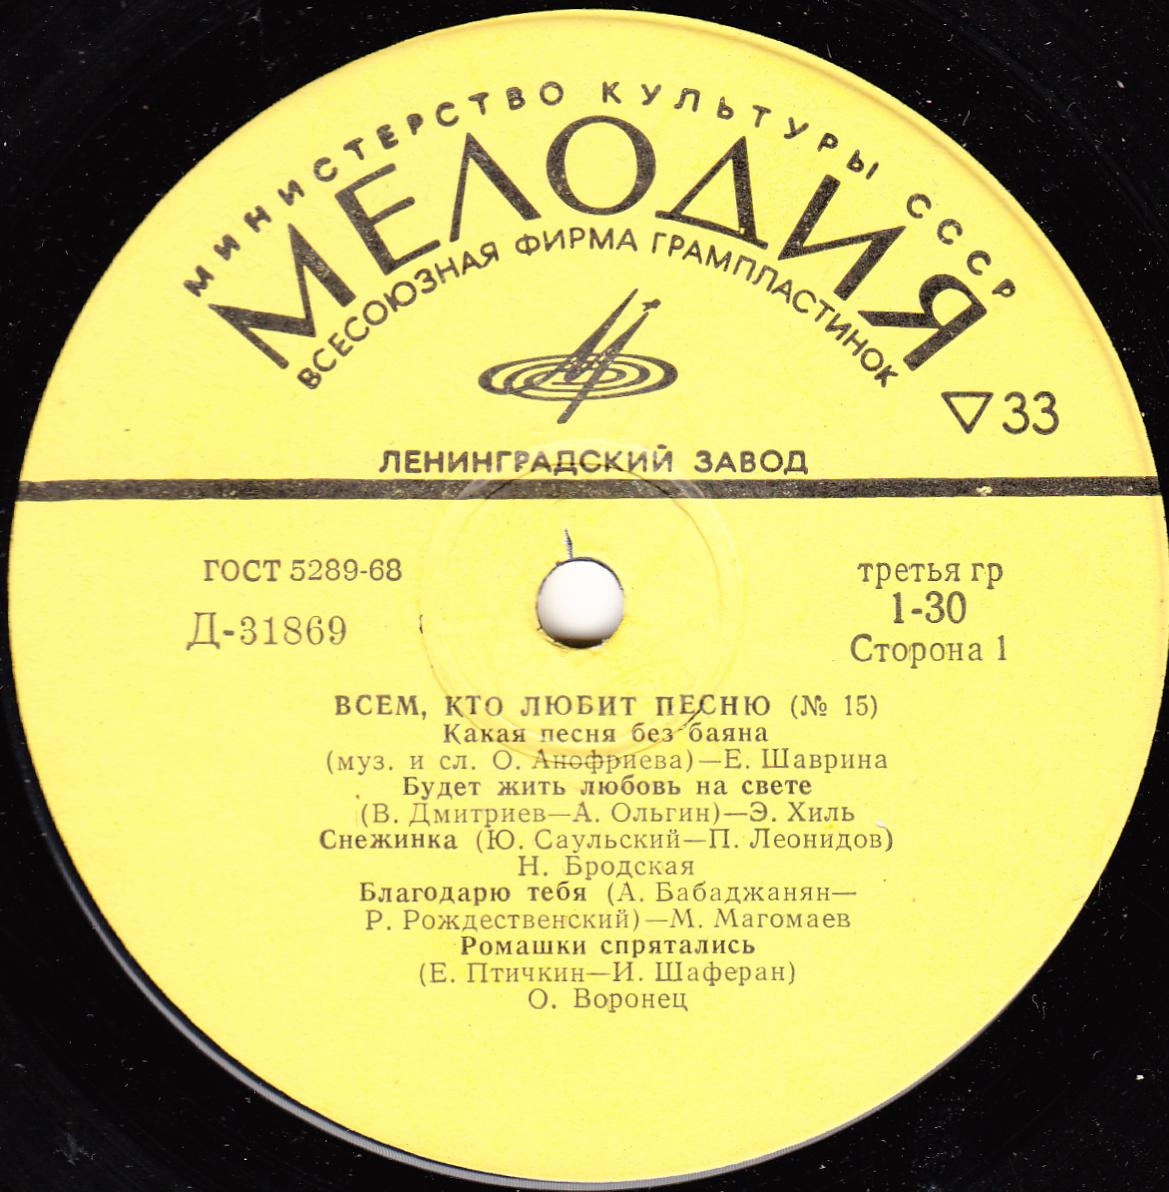 МИНИСТЕРСТВО КУЛЬТУРЫ СССР
МЕЛОДИЯ
ВСЕСОЮЗНАЯ ФИРМА ГРАМПЛАСТИНОК
▽33
ЛЕНИНГРАДСКИЙ ЗАВОД
ГОСТ 5289-68
третья гр
Д-31869
1-30
Сторона 1
ВСЕМ, КТО ЛЮБИТ ПЕСНЮ (№ 15)
Какая песня без баяна
(муз. и сл. О. Анофриева)—Е. Шаврина
Будет жить любовь на свете
(В. Дмитриев—А. Ольгин)—Э. Хиль
Снежинка (Ю. Саульский—П. Леонидов)
Н. Бродская
Благодарю тебя (А. Бабаджанян—
Р. Рождественский)—М. Магомаев
Ромашки спрятались
(Е. Птичкин—И. Шаферан)
О. Воронец